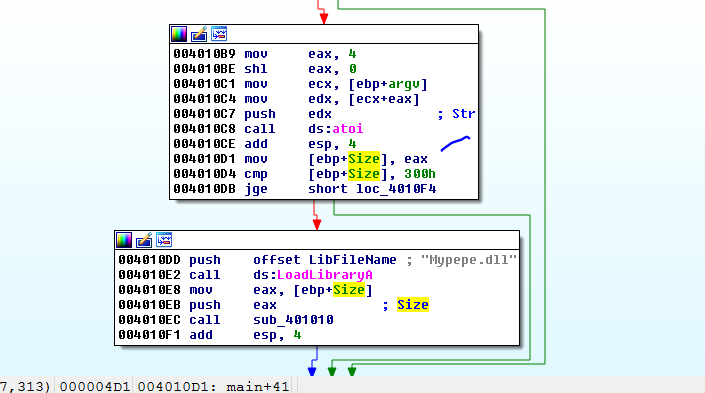 004010B9 mov eax, 4
004010BE shl eax, 0
004010C1 mov ecx, [ebp+argv]
004010C4 mov edx, [ecx+eax]
004010C7 push edx ; Str
004010C8 call ds:atoi
004010CE add esp, 4
004010D1 mov [ebp+Size], eax
004010D4 cmp [ebp+Size], 300h
004010DB jge short loc_4010F4
004010DD push offset LibFileName ; "Mypepe.dll"
004010E2 call ds:LoadLibraryA
004010E8 mov eax, [ebp+Size]
004010EB push eax ; Size
004010EC call sub_401010
004010F1 add esp, 4
7,313) 000004D1 004010D1: main+41